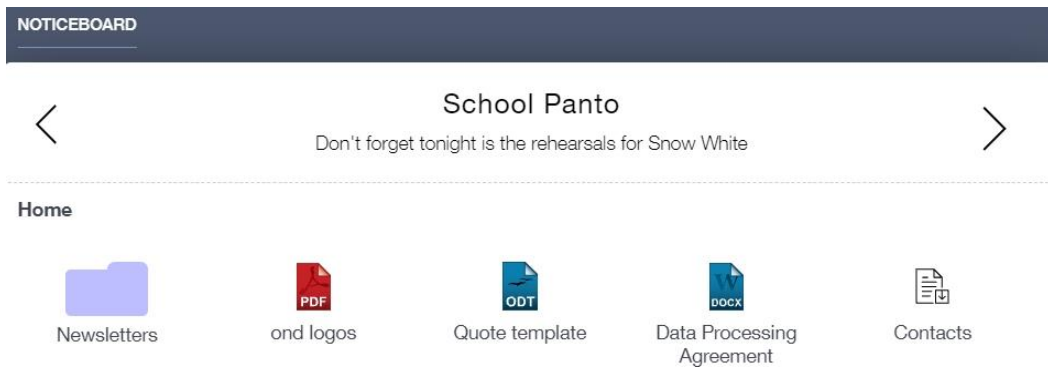 NOTICEBOARD
School Panto
Don't forget tonight is the rehearsals for Snow White
Home
PDF
ODT
W
DOCX
Newsletters
ond logos
Quote template
Data Processing
Agreement
Contacts